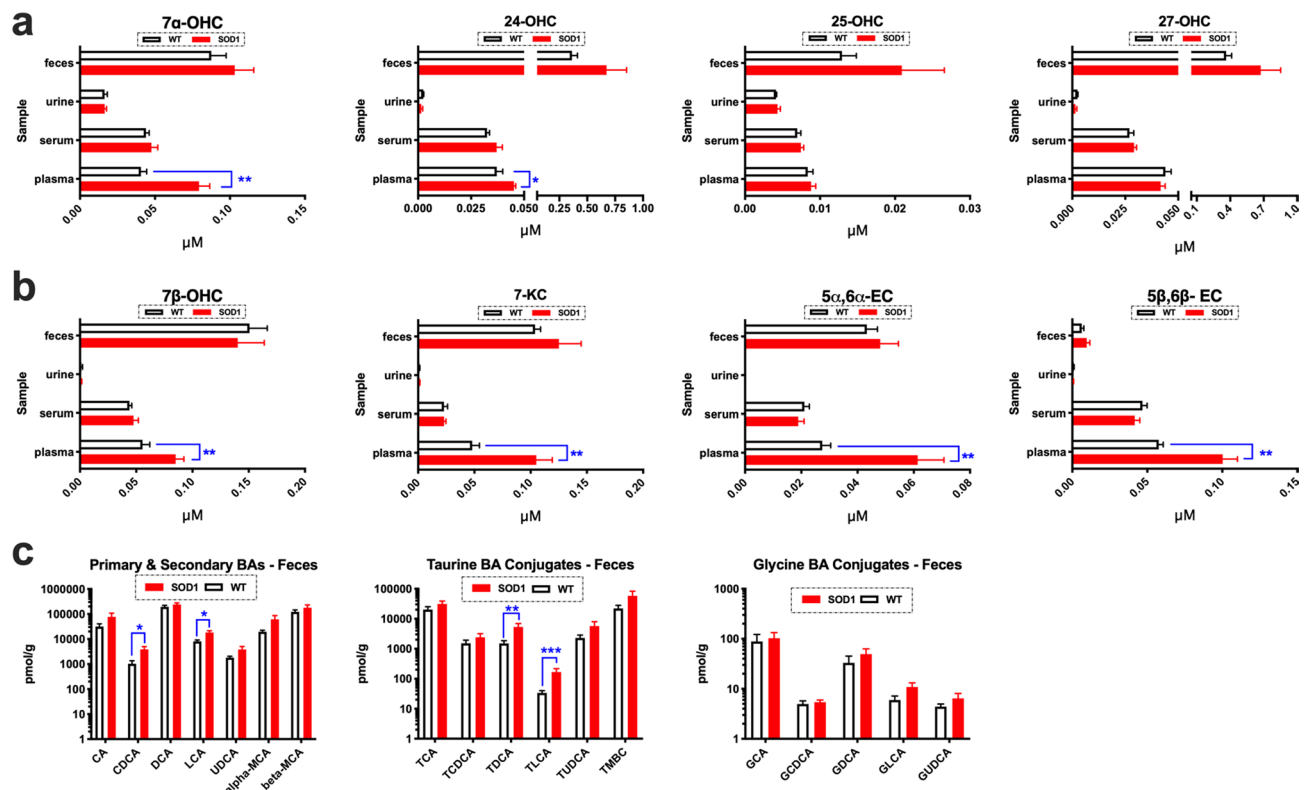 a
7α-OHC
WT SOD1
Sample
feces
urine
serum
plasma
**
0.00 0.05 0.10 0.15
μM
24-OHC
WT SOD1
Sample
feces
urine
serum
plasma
*
0.000 0.025 0.050 0.25 0.75 1.00
μM
25-OHC
WT SOD1
Sample
feces
urine
serum
plasma
0.00 0.01 0.02 0.03
μM
27-OHC
WT SOD1
Sample
feces
urine
serum
plasma
0.000 0.025 0.050 0.1 0.4 0.7 1.0
μM
b
7β-OHC
WT SOD1
Sample
feces
urine
serum
plasma
**
0.00 0.05 0.10 0.15 0.20
μM
7-KC
WT SOD1
Sample
feces
urine
serum
plasma
**
0.00 0.05 0.10 0.15 0.20
μM
5α,6α-EC
WT SOD1
Sample
feces
urine
serum
plasma
**
0.00 0.02 0.04 0.06 0.08
μM
5β,6β- EC
WT SOD1
Sample
feces
urine
serum
plasma
**
0.00 0.05 0.10 0.15
μM
c
Primary & Secondary BAs - Feces
SOD1 WT
pmol/g
1000000
100000
10000
1000
100
10
1
* *
CA CDCA DCA LCA UDCA alpha-MCA beta-MCA
Taurine BA Conjugates - Feces
SOD1 WT
pmol/g
100000
10000
1000
100
10
1
** ***
TCA TCDCA TDCA TLCA TUDCA TMBC
Glycine BA Conjugates - Feces
SOD1 WT
pmol/g
1000
100
10
1
GCA GCDCA GDCA GLCA GUDCA